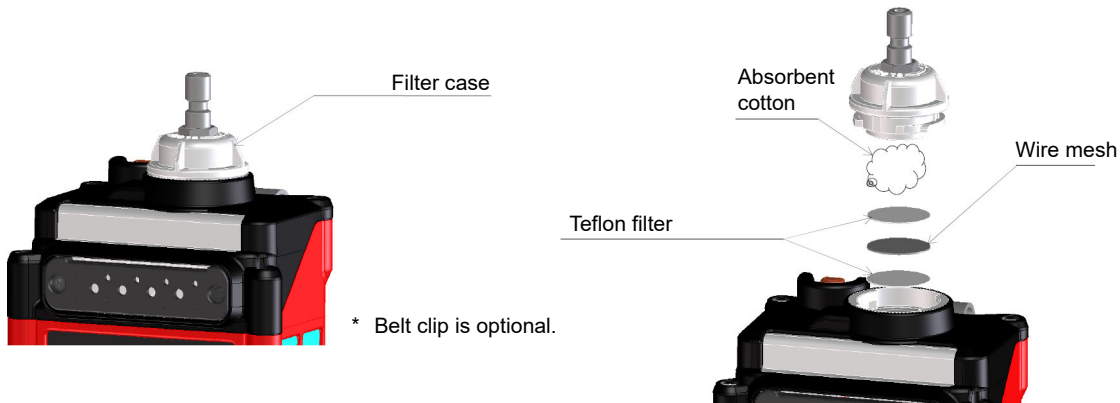 Filter case
* Belt clip is optional.
Absorbent
cotton
Wire mesh
Teflon filter